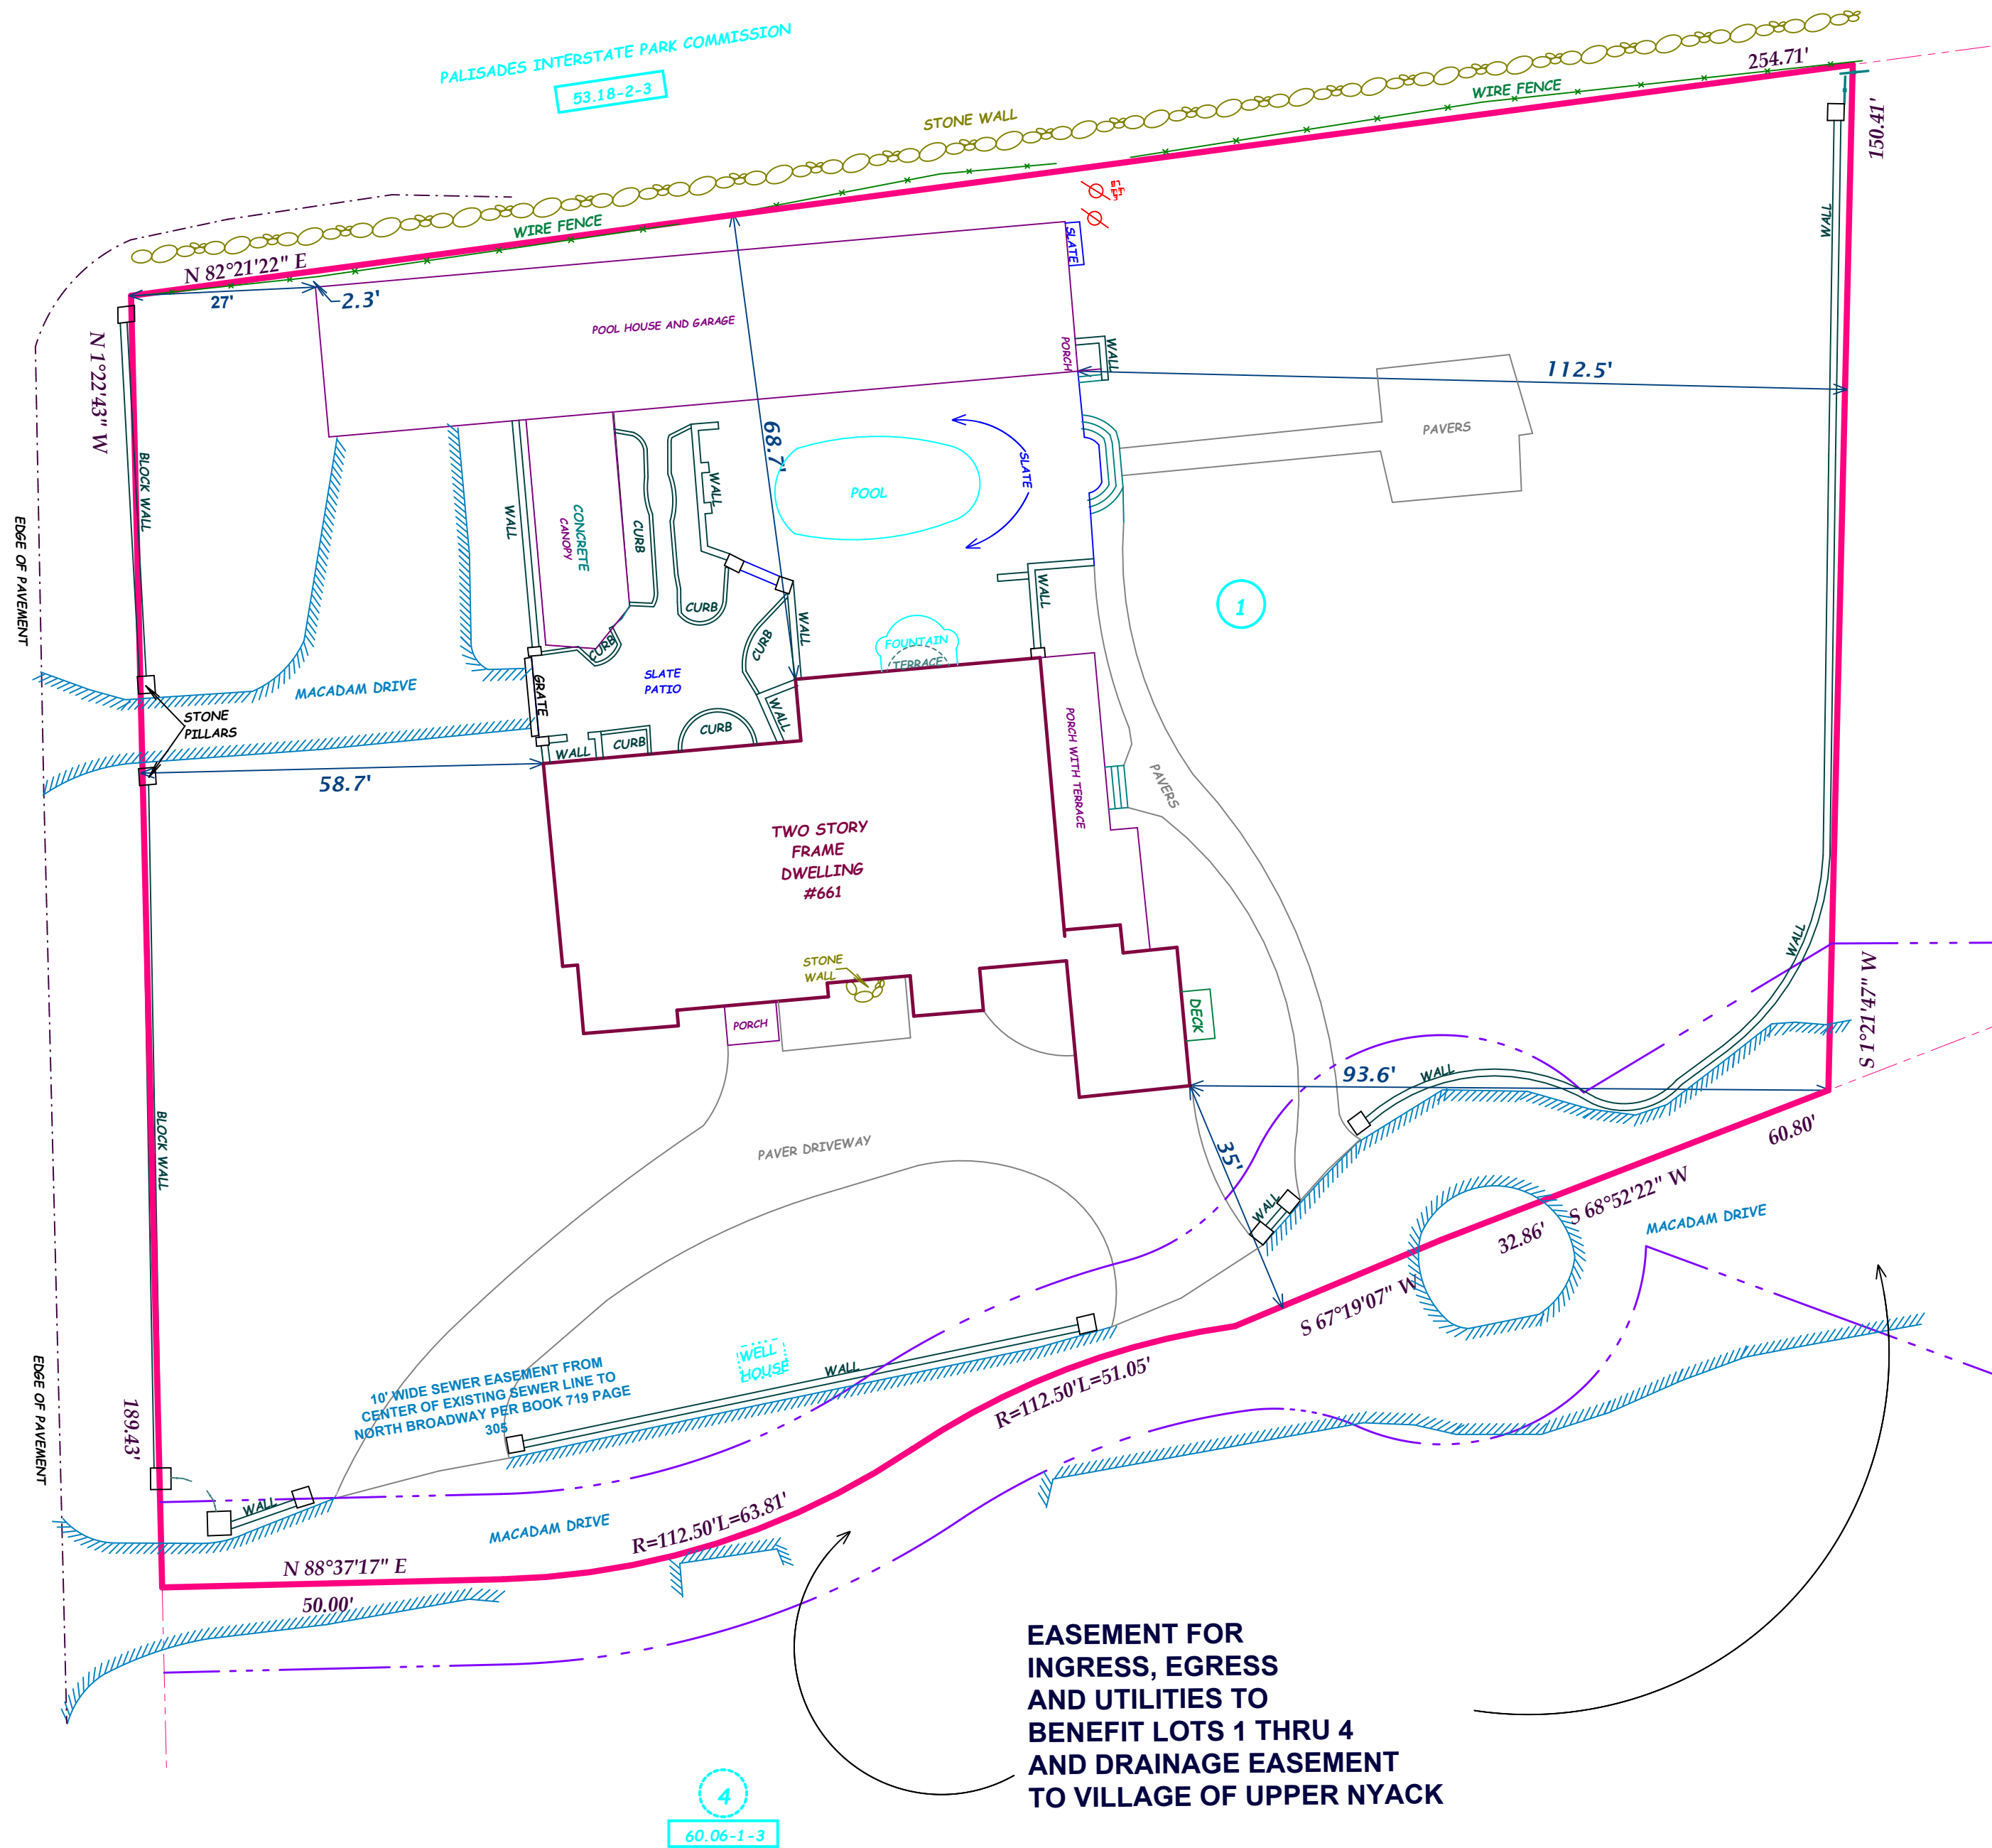 PALISADES INTERSTATE PARK COMMISSION
53.18-2-3
254.71'
WIRE FENCE
STONE WALL
150.41'
WIRE FENCE
N 82°21'22" E
27'
2.3'
SLATE
WALL
POOL HOUSE AND GARAGE
PORCH
WALL
N 1°22'43" W
112.5'
68.7'
PAVERS
BLOCK WALL
SLATE
WALL
POOL
WALL
CONCRETE
CANOPY
CURB
EDGE OF PAVEMENT
WALL
CURB
1
WALL
CURB
CURB
FOUNTAIN
TERRACE
SLATE
PATIO
MACADAM DRIVE
GRATE
STONE
PILLARS
WALL
CURB
CURB
WALL
PORCH WITH TERRACE
PAVERS
58.7'
TWO STORY
FRAME
DWELLING
#661
STONE
WALL
WALL
PORCH
DECK
S 1°21'47" W
93.6'
WALL
BLOCK WALL
PAVER DRIVEWAY
35'
60.80'
WALL
S 68°52'22" W
MACADAM DRIVE
32.86'
S 67°19'07" W
WELL
HOUSE
WALL
10' WIDE SEWER EASEMENT FROM
CENTER OF EXISTING SEWER LINE TO
NORTH BROADWAY PER BOOK 719 PAGE
305
R=112.50'L=51.05'
EDGE OF PAVEMENT
189.43'
WALL
MACADAM DRIVE
R=112.50'L=63.81'
N 88°37'17" E
50.00'
EASEMENT FOR
INGRESS, EGRESS
AND UTILITIES TO
BENEFIT LOTS 1 THRU 4
AND DRAINAGE EASEMENT
TO VILLAGE OF UPPER NYACK
4
60.06-1-3